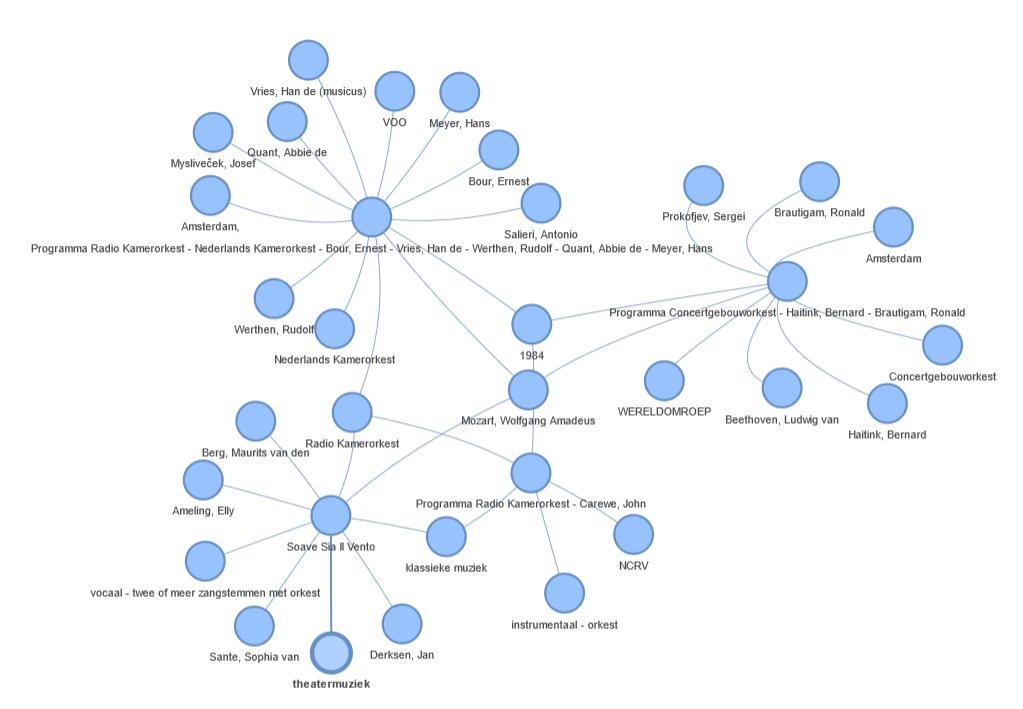 Vries, Han de (musicus)
VOO
Meyer, Hans
Quant, Abbie de
Mysliveček, Josef
Bour, Ernest
Amsterdam,
Salieri, Antonio
Prokofjev, Sergei
Brautigam, Ronald
Amsterdam
Programma Radio Kamerorkest - Nederlands Kamerorkest - Bour, Ernest - Vries, Han de - Werthen, Rudolf - Quant, Abbie de - Meyer, Hans
Programma Concertgebouworkest - Haitink, Bernard - Brautigam, Ronald
Werthen, Rudolf
Nederlands Kamerorkest
1984
Concertgebouworkest
WERELDOMROEP
Beethoven, Ludwig van
Haitink, Bernard
Mozart, Wolfgang Amadeus
Radio Kamerorkest
Berg, Maurits van den
Programma Radio Kamerorkest - Carewe, John
Ameling, Elly
Soave Sia Il Vento
klassieke muziek
NCRV
vocaal - twee of meer zangstemmen met orkest
instrumentaal - orkest
Sante, Sophia van
Derksen, Jan
theatermuziek